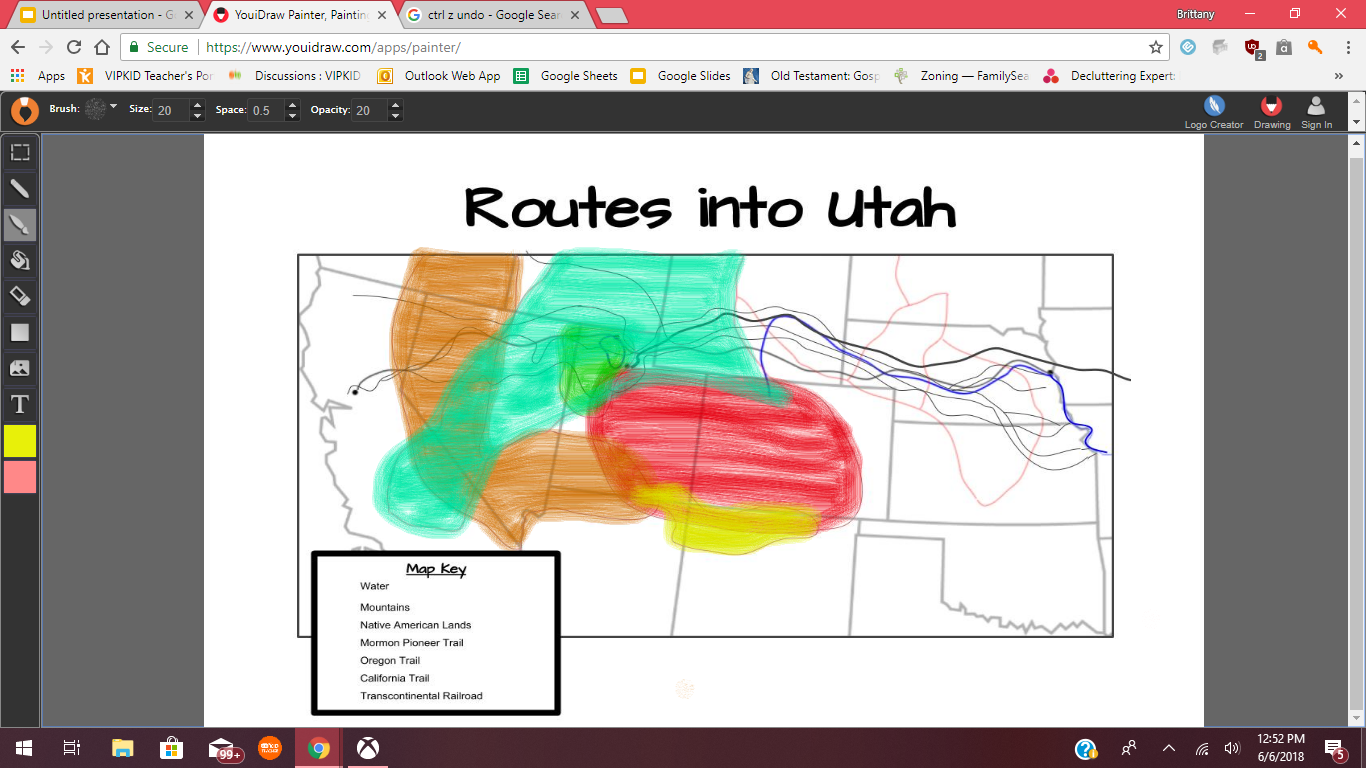 Untitled presentation - G
YouiDraw Painter, Paintin
ctrl z undo - Google Sear
Brittany
Secure
https://www.youidraw.com/apps/painter/
Apps
VIPKID Teacher's Por
Discussions : VIPKID
Outlook Web App
Google Sheets
Google Slides
Old Testament: Gosp
Zoning — FamilySea
Decluttering Expert:
»
Brush:
Size: 20
Space: 0.5
Opacity: 20
Logo Creator
Drawing
Sign In
Routes into Utah
Map Key
Water
Mountains
Native American Lands
Mormon Pioneer Trail
Oregon Trail
California Trail
Transcontinental Railroad
T
99+
12:52 PM
6/6/2018
5